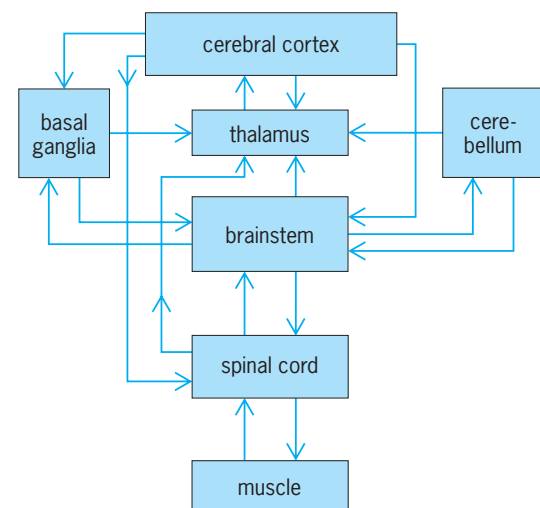 cerebral cortex
basal
ganglia
thalamus
cere-
bellum
brainstem
spinal cord
muscle